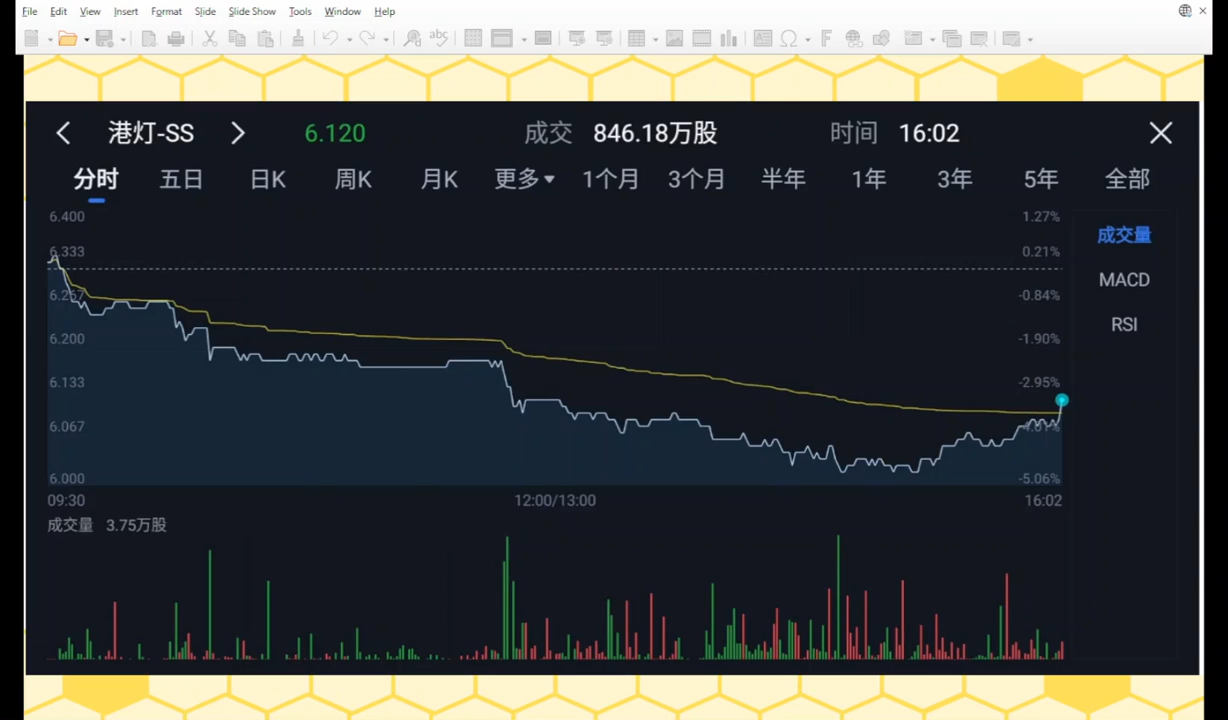 File Edit View Insert Format Slide Slide Show Tools Window Help
港灯-SS 6.120 成交 846.18万股 时间 16:02
分时 五日 日K 周K 月K 更多 1个月 3个月 半年 1年 3年 5年 全部
6.400 1.27%
6.333 0.21%
6.267 -0.84%
6.200 -1.90%
6.133 -2.95%
6.067
6.000 -5.06%
09:30 12:00/13:00 16:02
成交量 3.75万股
成交量
MACD
RSI